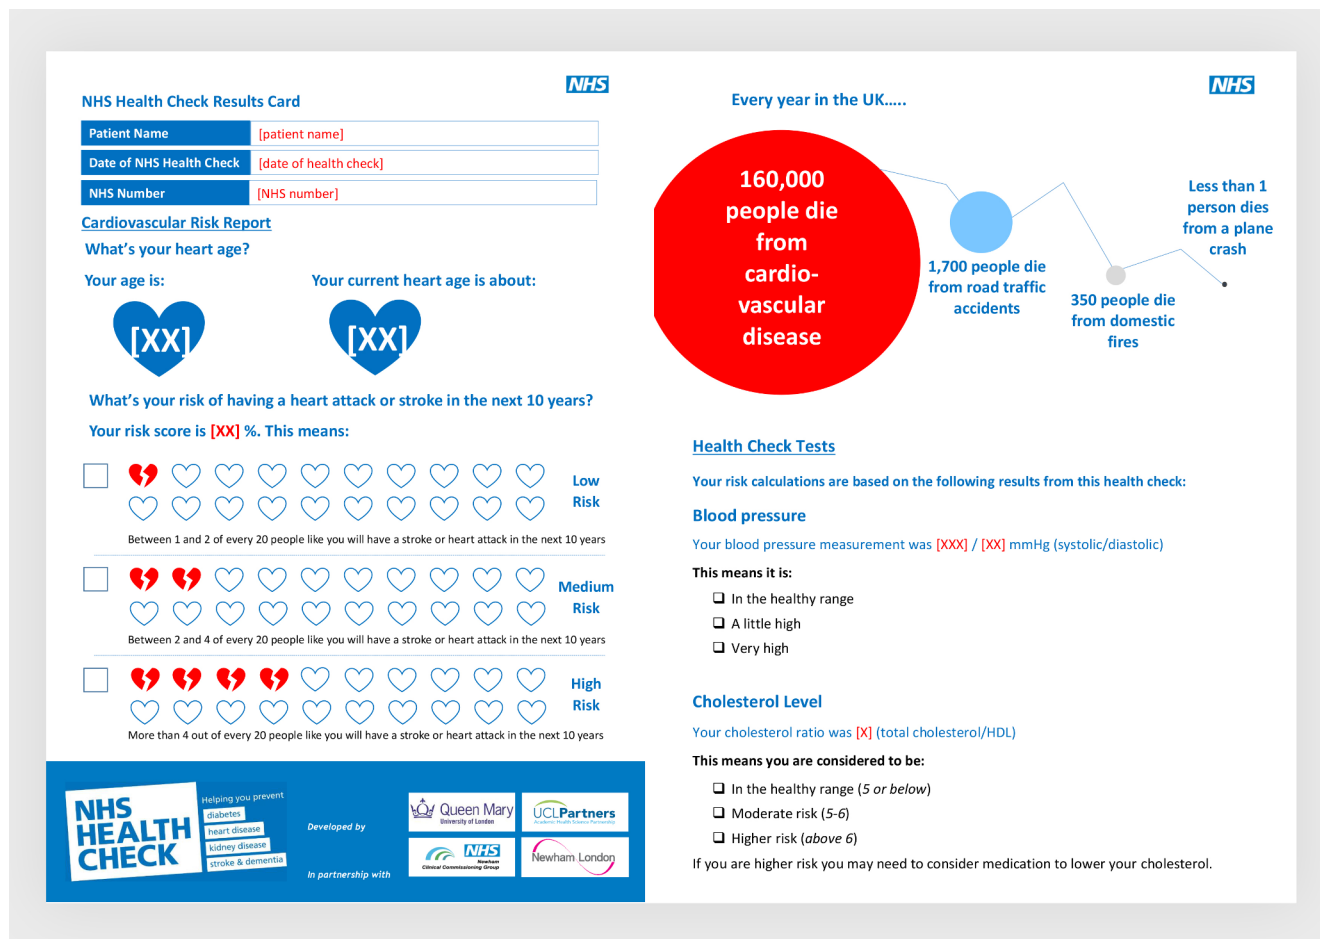 NHS
NHS Health Check Results Card
Patient Name [patient name]
Date of NHS Health Check [date of health check]
NHS Number [NHS number]
Cardiovascular Risk Report
What's your heart age?
Your age is: Your current heart age is about:
[XX] [XX]
What's your risk of having a heart attack or stroke in the next 10 years?
Your risk score is [XX] %. This means:
Low
Risk
Between 1 and 2 of every 20 people like you will have a stroke or heart attack in the next 10 years
Medium
Risk
Between 2 and 4 of every 20 people like you will have a stroke or heart attack in the next 10 years
High
Risk
More than 4 out of every 20 people like you will have a stroke or heart attack in the next 10 years
NHS
HEALTH
CHECK
Helping you prevent
diabetes
heart disease
kidney disease
stroke & dementia
Developed by
In partnership with
Queen Mary
University of London
UCLPartners
Academic Health Science Partnership
NHS
Newham
Clinical Commissioning Group
Newham London
NHS
Every year in the UK.....
160,000
people die
from
cardio-
vascular
disease
1,700 people die
from road traffic
accidents
350 people die
from domestic
fires
Less than 1
person dies
from a plane
crash
Health Check Tests
Your risk calculations are based on the following results from this health check:
Blood pressure
Your blood pressure measurement was [XXX] / [XX] mmHg (systolic/diastolic)
This means it is:
In the healthy range
A little high
Very high
Cholesterol Level
Your cholesterol ratio was [X] (total cholesterol/HDL)
This means you are considered to be:
In the healthy range (5 or below)
Moderate risk (5-6)
Higher risk (above 6)
If you are higher risk you may need to consider medication to lower your cholesterol.